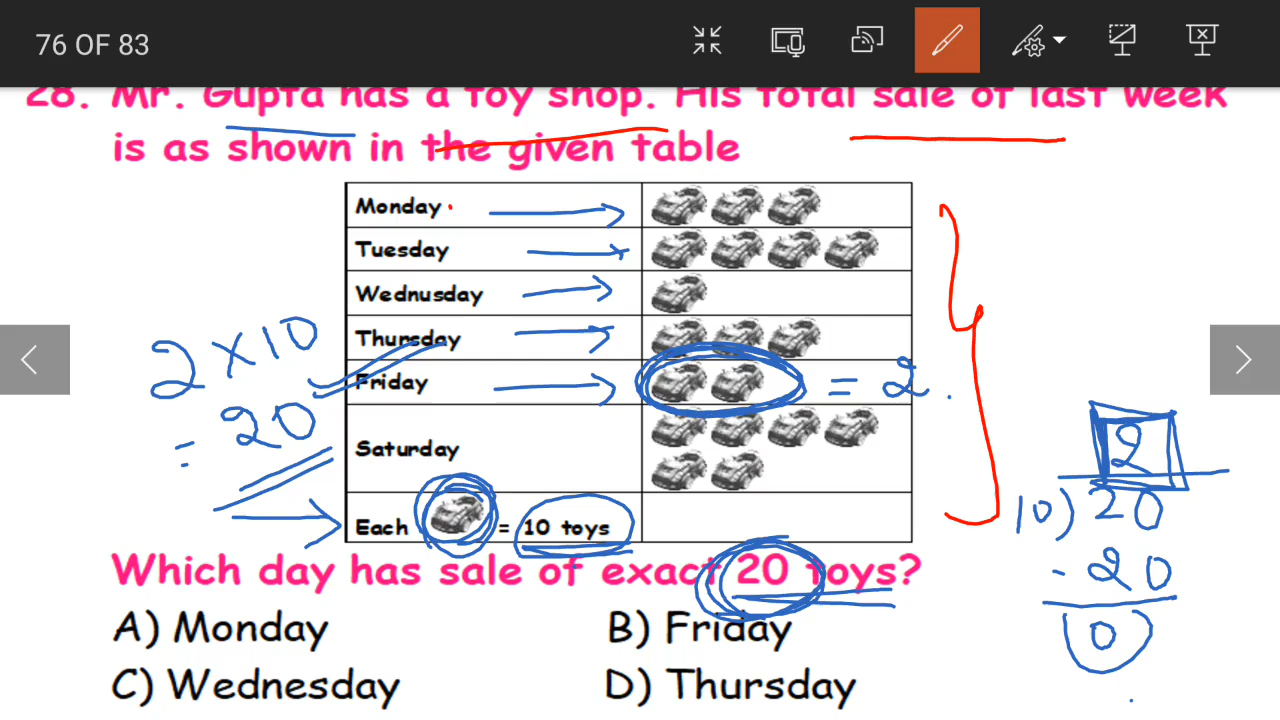 76 OF 83
28. Mr. Gupta has a toy shop. His total sale of last week
is as shown in the given table
Monday
Tuesday
Wednusday
Thursday
Friday = 2.
Saturday
Each = 10 toys
2 × 10
= 20
2
10) 20
- 20
0
Which day has sale of exact 20 toys?
A) Monday B) Friday
C) Wednesday D) Thursday